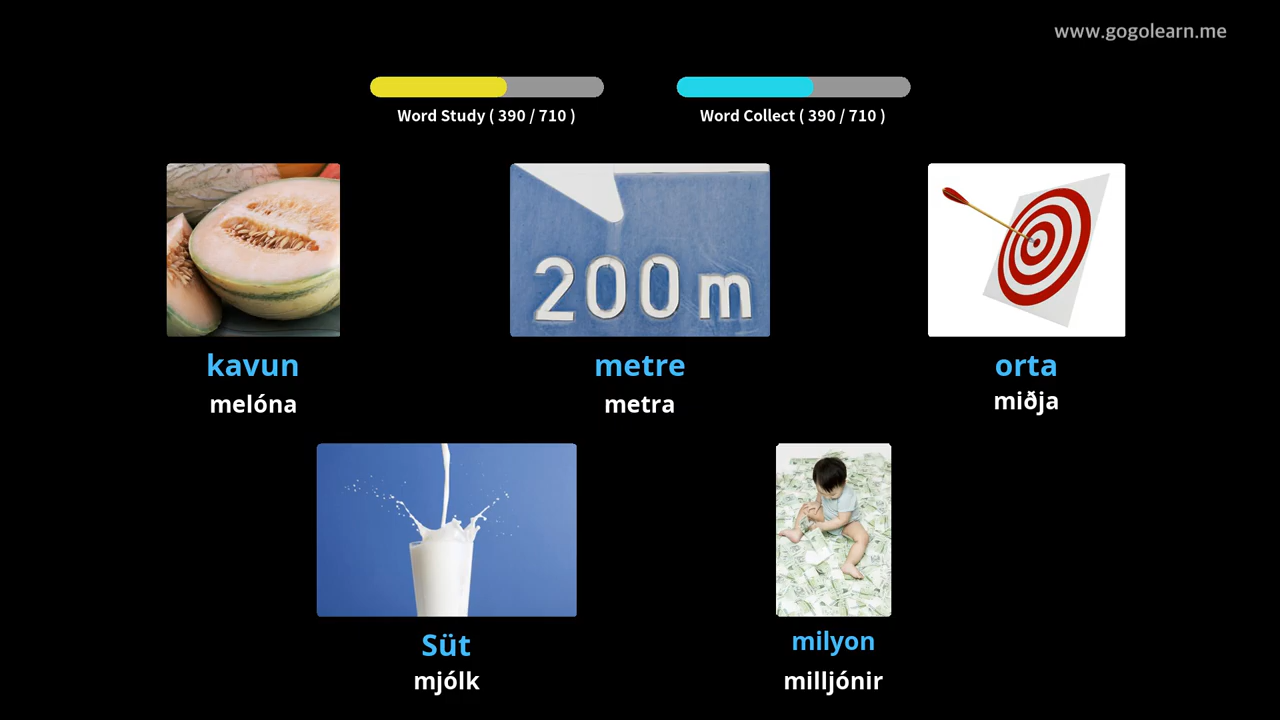 www.gogolearn.me
Word Study ( 390 / 710 )
Word Collect ( 390 / 710 )
200 m
kavun
melóna
metre
metra
orta
miðja
Süt
mjólk
milyon
milljónir